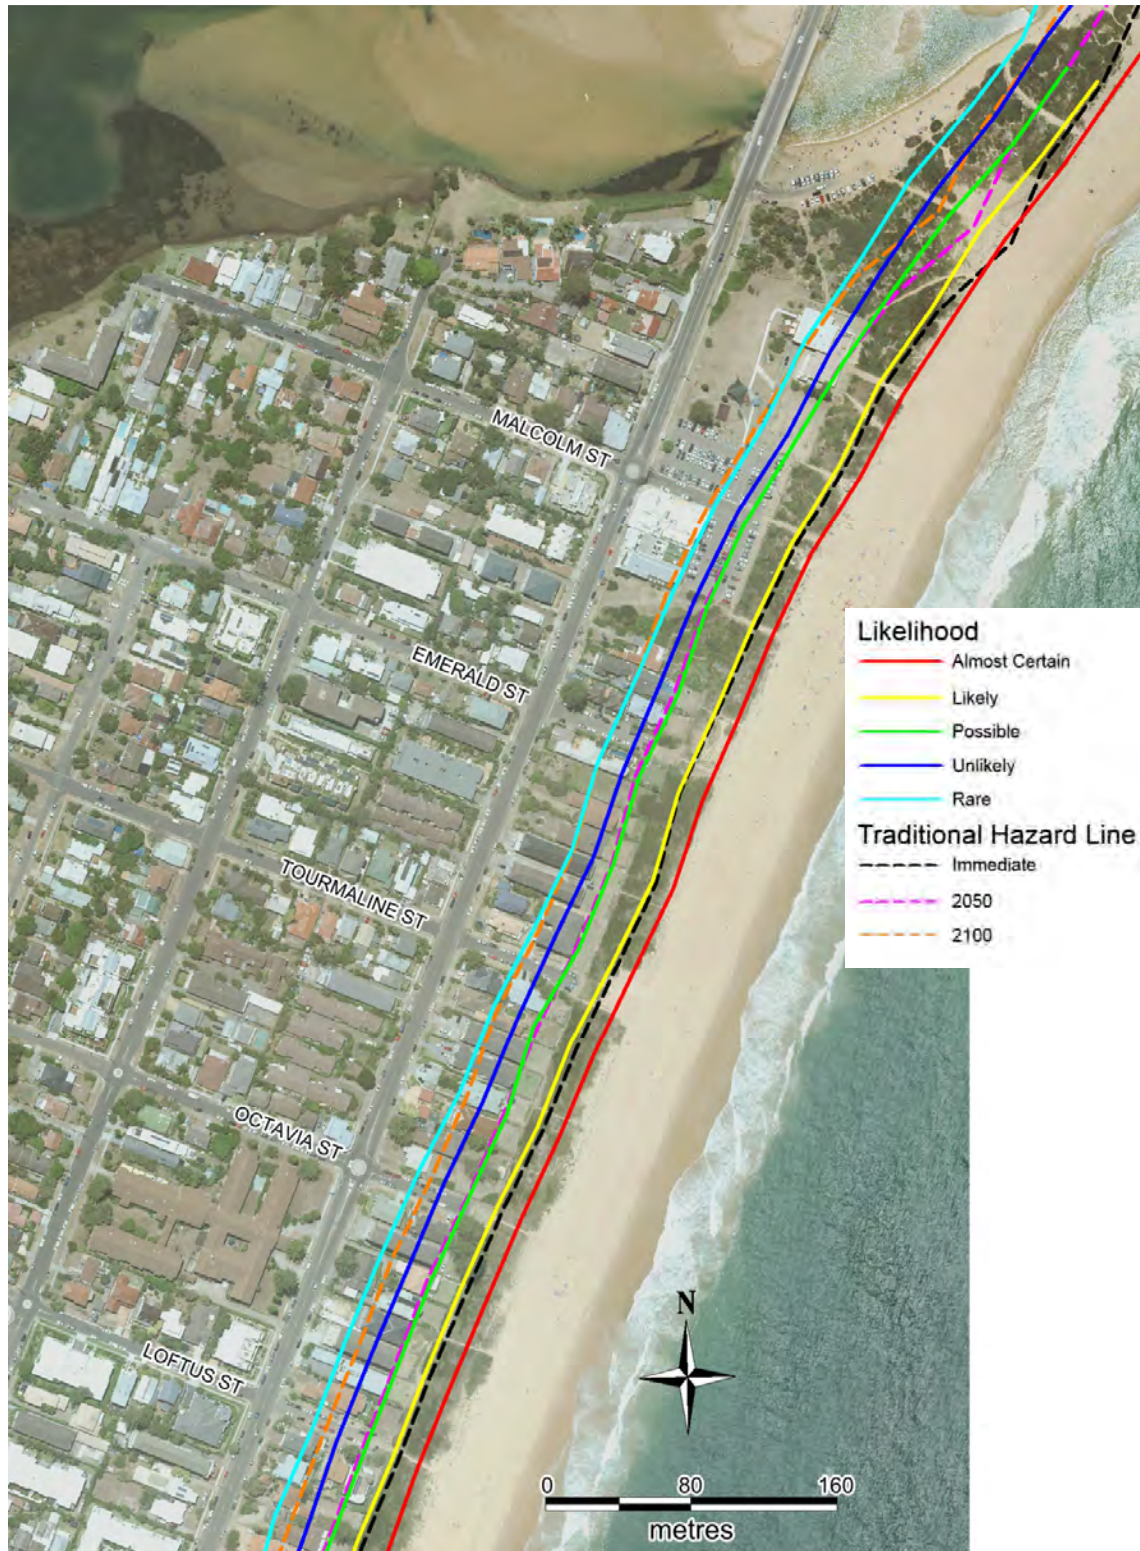 MALCOLM ST
EMERALD ST
TOURMALINE ST
OCTAVIA ST
LOFTUS ST
Likelihood
Almost Certain
Likely
Possible
Unlikely
Rare
Traditional Hazard Line
Immediate
2050
2100
N
0 80 160
metres